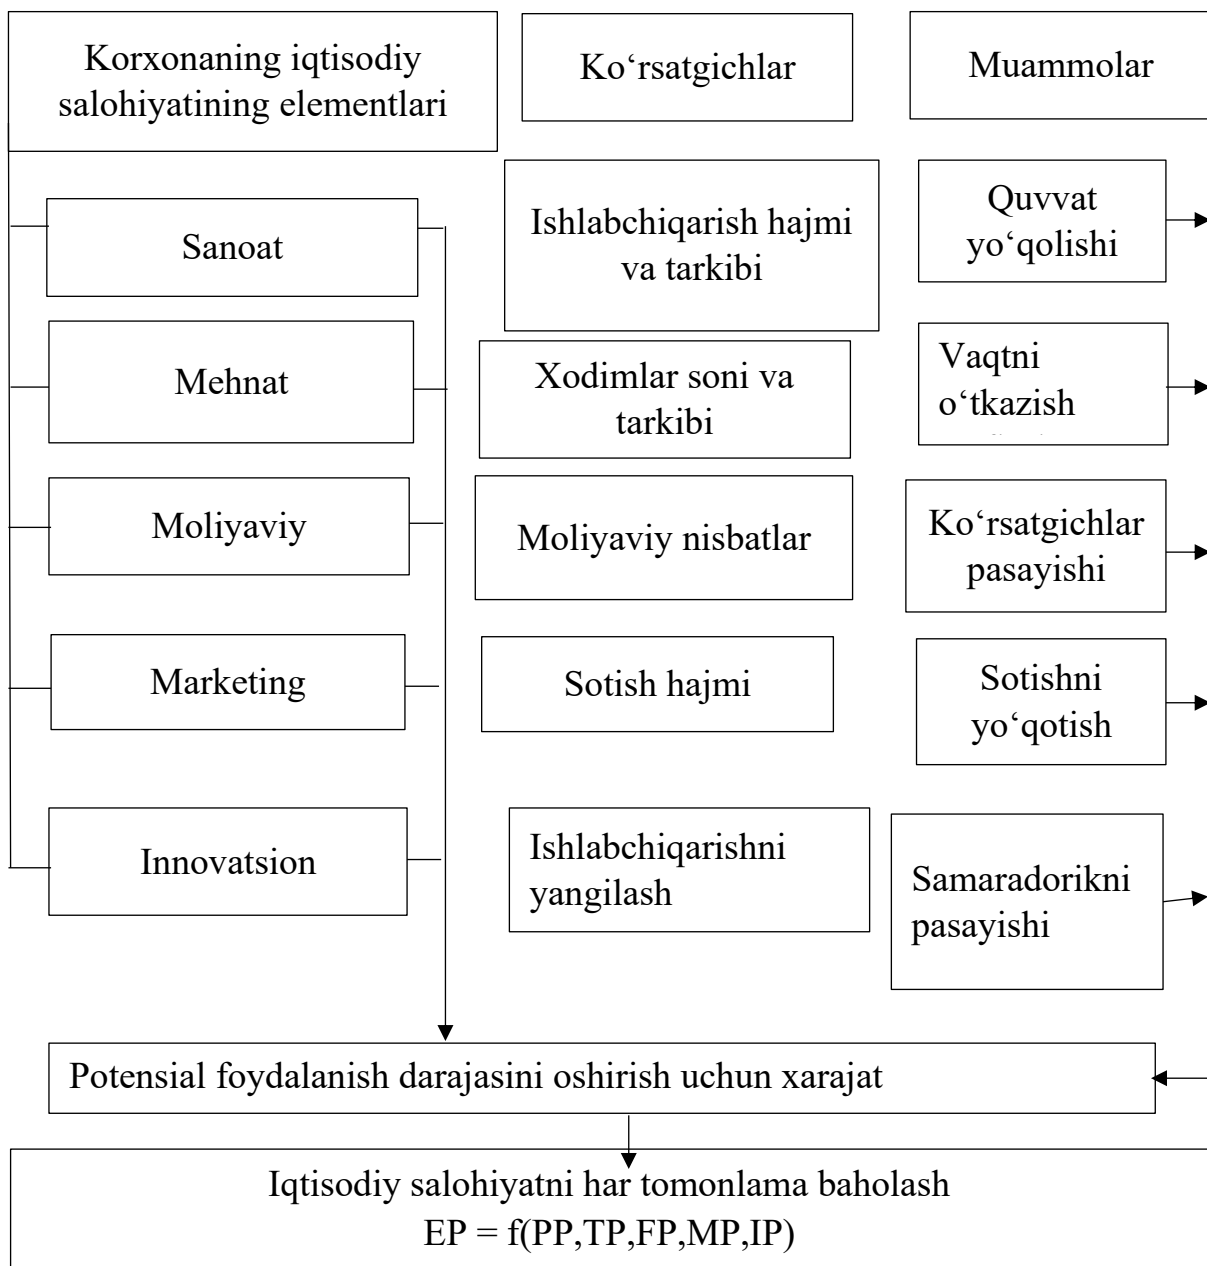 Korxonaning iqtisodiy
salohiyatining elementlari
Ko‘rsatgichlar
Muammolar
Sanoat
Ishlabchiqarish hajmi
va tarkibi
Quvvat
yo‘qolishi
Mehnat
Xodimlar soni va
tarkibi
Vaqtni
o‘tkazish
Moliyaviy
Moliyaviy nisbatlar
Ko‘rsatgichlar
pasayishi
Marketing
Sotish hajmi
Sotishni
yo‘qotish
Innovatsion
Ishlabchiqarishni
yangilash
Samaradorikni
pasayishi
Potensial foydalanish darajasini oshirish uchun xarajat
Iqtisodiy salohiyatni har tomonlama baholash
EP = f(PP,TP,FP,MP,IP)